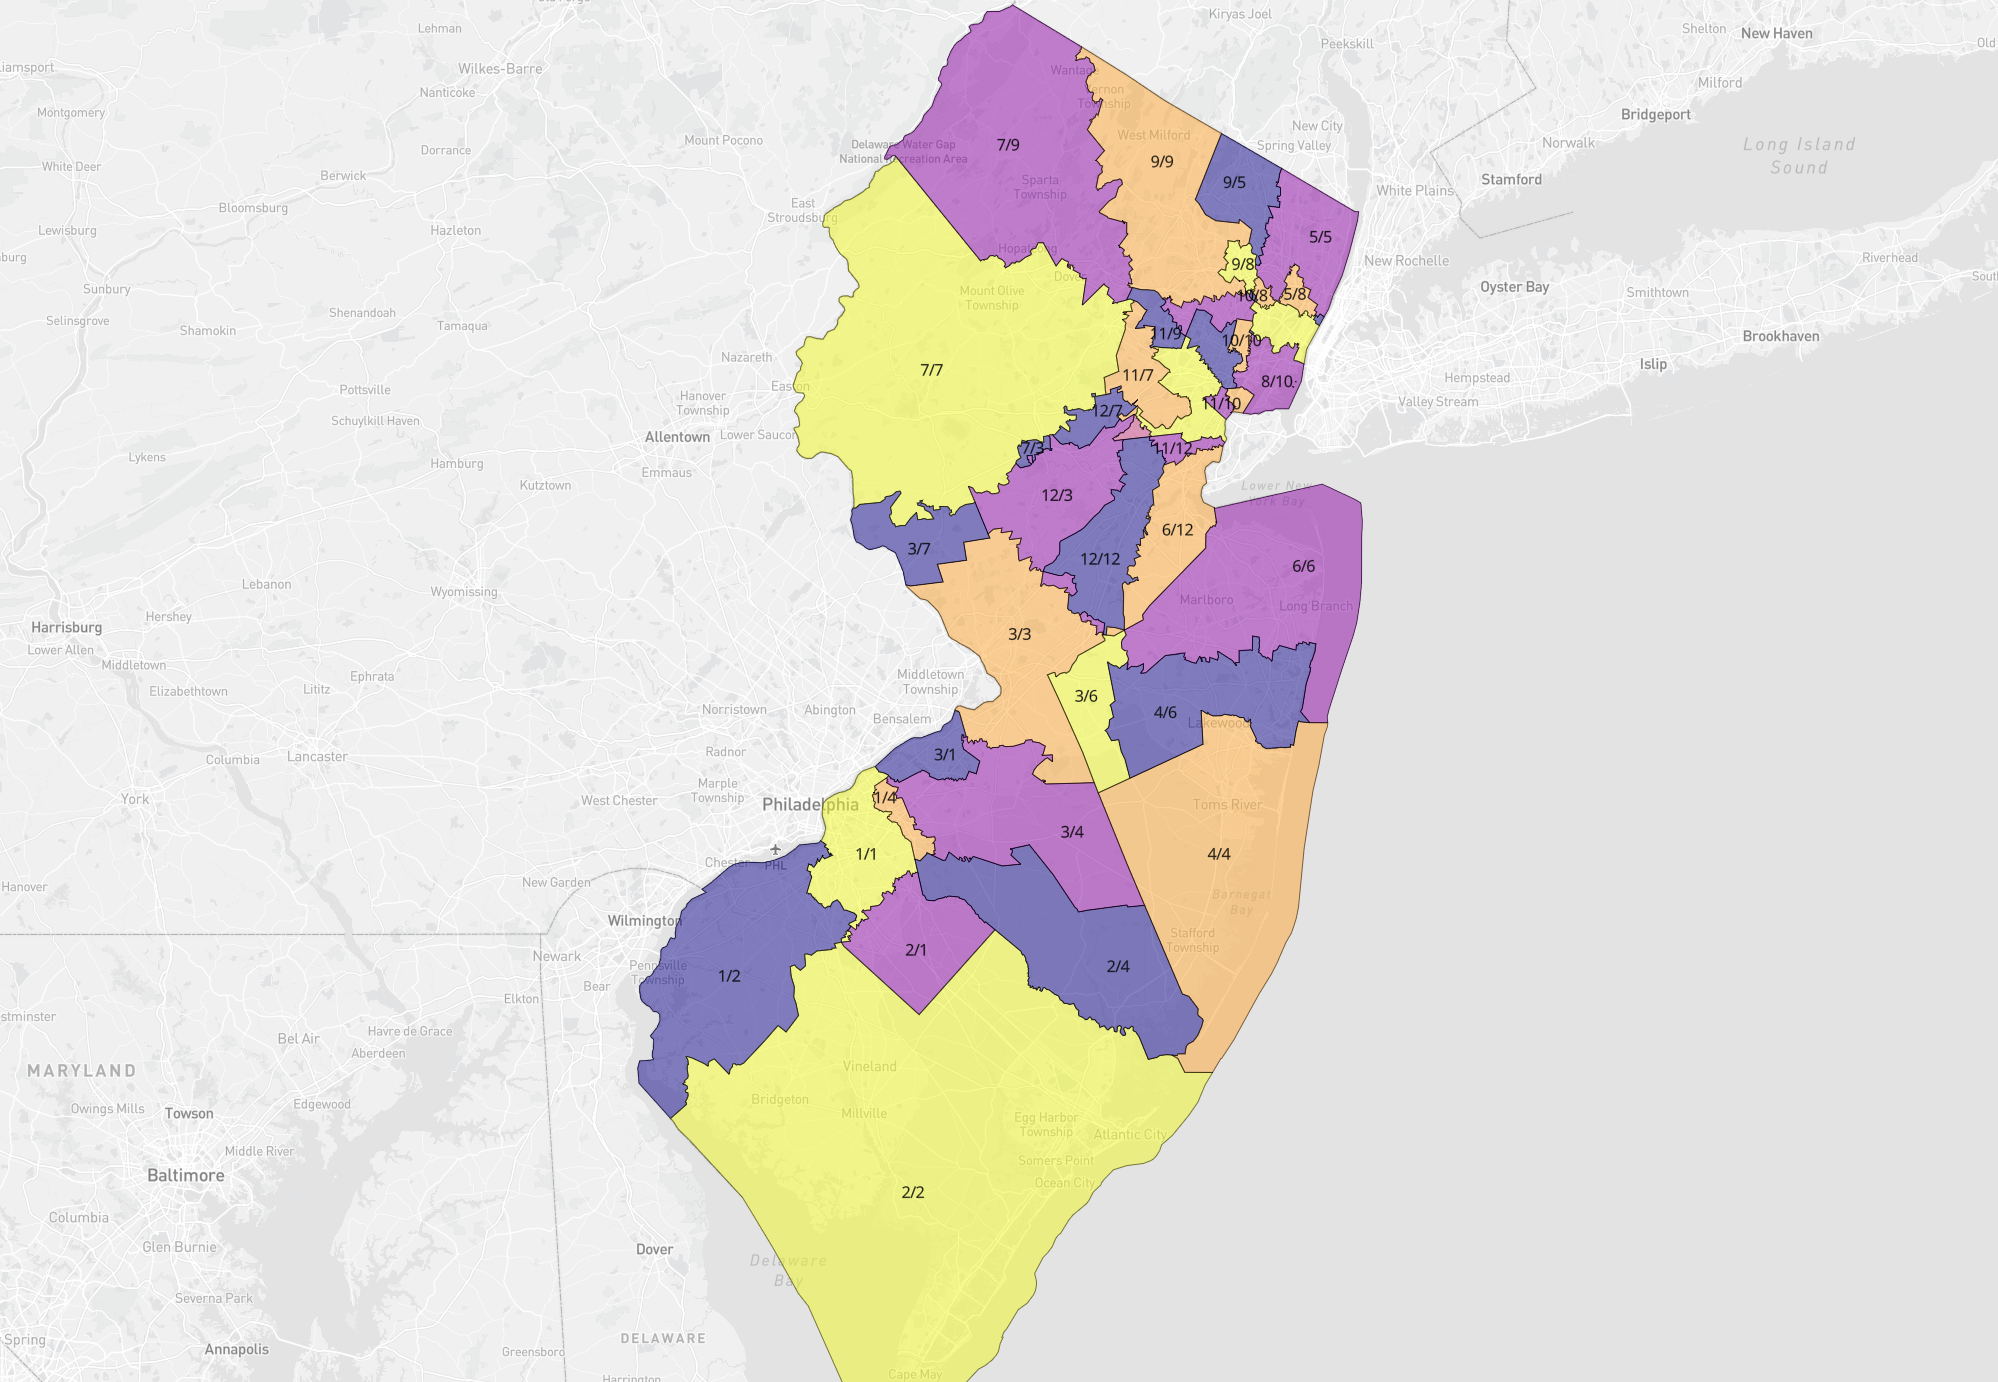 Lehman
Kiryas Joel
Shelton
New Haven
Old
Peekskill
iamsport
Wilkes-Barre
Wantage
Milford
Nanticoke
Vernon
Township
Montgomery
Bridgeport
New City
West Milford
Mount Pocono
7/9
Spring Valley
Norwalk
Long Island
Sound
Delaware Water Gap
National Recreation Area
Dorrance
White Deer
9/9
Berwick
9/5
Stamford
Sparta
Township
White Plains
East
Stroudsburg
Bloomsburg
Lewisburg
Hazleton
5/5
Hopatcong
New Rochelle
Riverhead
burg
9/8
Dover
Sunbury
Mount Olive
Township
5/8
Oyster Bay
Smithtown
Shenandoah
Selinsgrove
Shamokin
Tamaqua
11/9
10/10
Brookhaven
Nazareth
Islip
7/7
11/7
8/10
Hempstead
Easton
Pottsville
Hanover
Township
Schuylkill Haven
11/10
Valley Stream
12/7
Allentown
Lower Saucon
7/3
11/12
Lykens
Hamburg
Emmaus
Kutztown
Lower New
York Bay
12/3
6/12
3/7
12/12
6/6
Lebanon
Wyomissing
Marlboro
Long Branch
Hershey
Harrisburg
3/3
Lower Allen
Middletown
Middletown
Township
Ephrata
Elizabethtown
Lititz
3/6
Norristown
Abington
4/6
Bensalem
Lakewood
Radnor
3/1
Lancaster
Columbia
Marple
Township
York
West Chester
Philadelphia
1/4
Toms River
3/4
1/1
4/4
Chester
PHL
Hanover
New Garden
Barnegat
Bay
Wilmington
Stafford
Township
2/1
Newark
Pennsville
Township
2/4
1/2
Bear
Elkton
stminster
Havre de Grace
Bel Air
Aberdeen
MARYLAND
Vineland
Bridgeton
Edgewood
Owings Mills
Towson
Millville
Egg Harbor
Township
Atlantic City
Middle River
Somers Point
Baltimore
Ocean City
2/2
Columbia
Glen Burnie
Dover
Delaware
Bay
Severna Park
Spring
DELAWARE
Annapolis
Greensboro
Cape May
Harrington